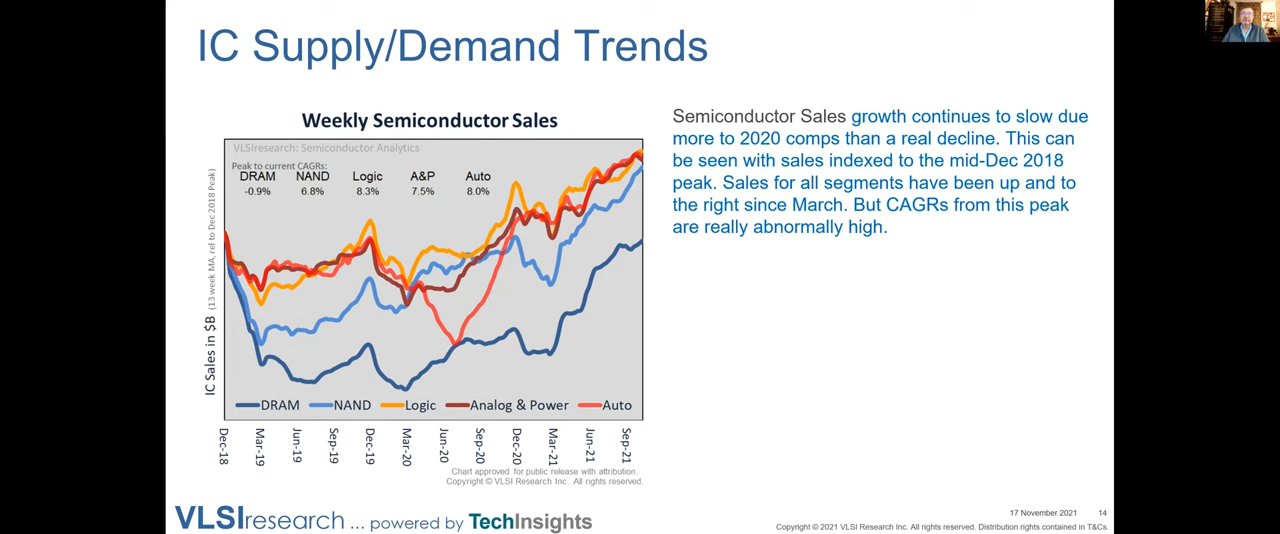 IC Supply/Demand Trends
Weekly Semiconductor Sales
VLSIresearch: Semiconductor Analytics
Peak to current CAGRs:
DRAM NAND Logic A&P Auto
-0.9% 6.8% 8.3% 7.5% 8.0%
IC Sales in $B (13 week MA, rel to Dec 2018 Peak)
DRAM NAND Logic Analog & Power Auto
Dec-18 Mar-19 Jun-19 Sep-19 Dec-19 Mar-20 Jun-20 Sep-20 Dec-20 Mar-21 Jun-21 Sep-21
Chart approved for public release with attribution.
Copyright © VLSI Research Inc. All rights reserved.
Semiconductor Sales growth continues to slow due
more to 2020 comps than a real decline. This can
be seen with sales indexed to the mid-Dec 2018
peak. Sales for all segments have been up and to
the right since March. But CAGRs from this peak
are really abnormally high.
VLSIresearch ... powered by TechInsights
17 November 2021 14
Copyright © 2021 VLSI Research Inc. All rights reserved. Distribution rights contained in T&Cs.